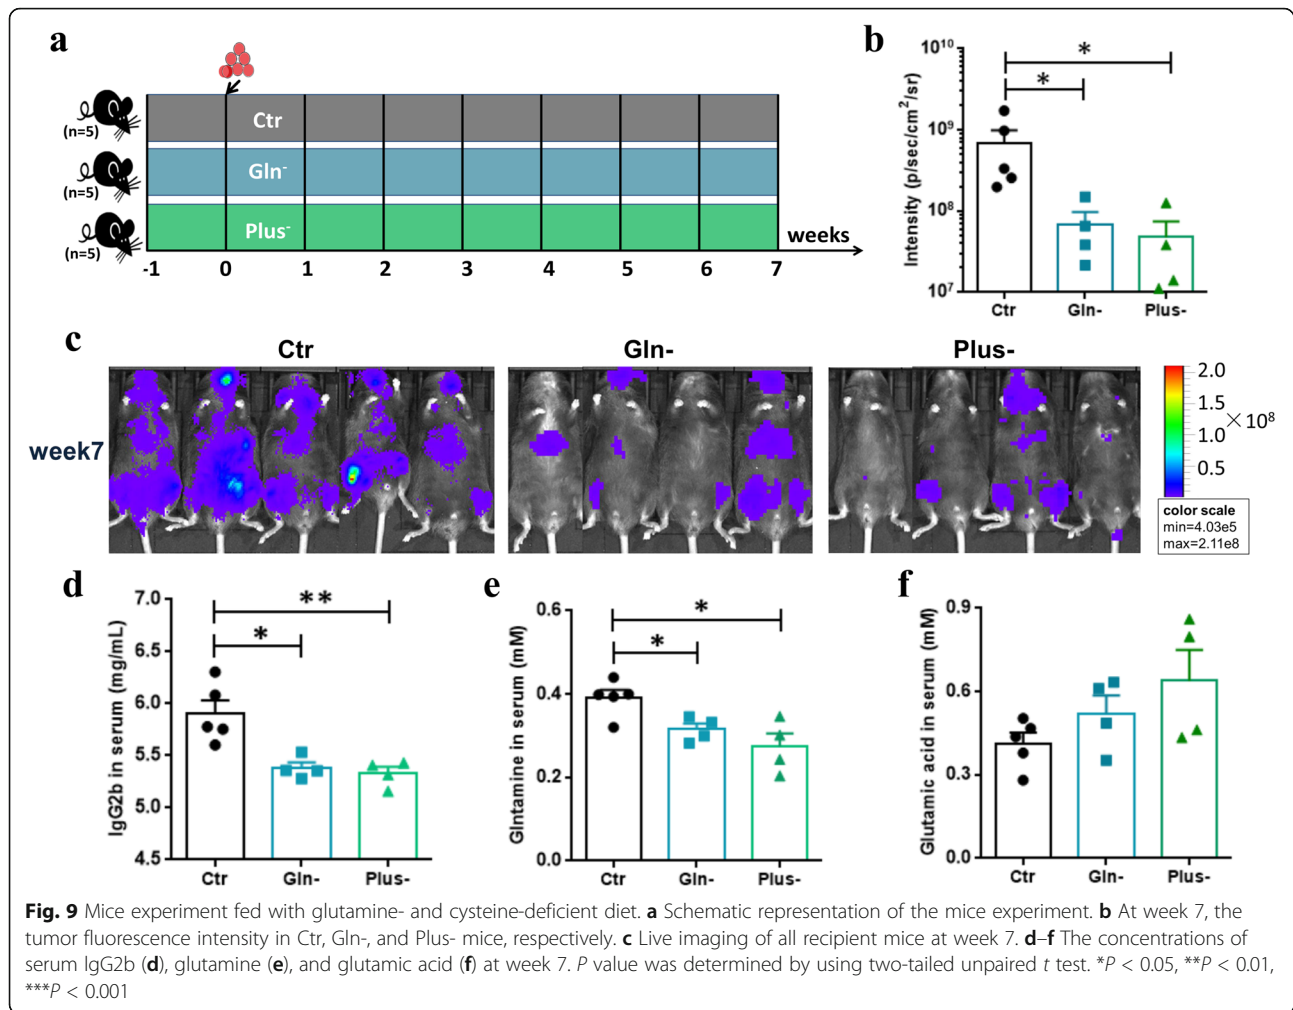 a
(n=5)
Ctr
(n=5)
Gln-
(n=5)
Plus-
weeks
-1 0 1 2 3 4 5 6 7
b
Intensity (p/sec/cm²/sr)
10¹⁰
10⁹
10⁸
10⁷
*
*
Ctr Gln- Plus-
c
Ctr Gln- Plus-
week7
2.0
1.5
1.0
0.5
×10⁸
color scale
min=4.03e5
max=2.11e8
d
IgG2b in serum (mg/mL)
7.0
6.5
6.0
5.5
5.0
4.5
**
*
Ctr Gln- Plus-
e
Glntamine in serum (mM)
0.6
0.4
0.2
0.0
*
*
Ctr Gln- Plus-
f
Glutamic acid in serum (mM)
0.9
0.6
0.3
0.0
Ctr Gln- Plus-
Fig. 9 Mice experiment fed with glutamine- and cysteine-deficient diet. a Schematic representation of the mice experiment. b At week 7, the
tumor fluorescence intensity in Ctr, Gln-, and Plus- mice, respectively. c Live imaging of all recipient mice at week 7. d–f The concentrations of
serum IgG2b (d), glutamine (e), and glutamic acid (f) at week 7. P value was determined by using two-tailed unpaired t test. *P < 0.05, **P < 0.01,
***P < 0.001